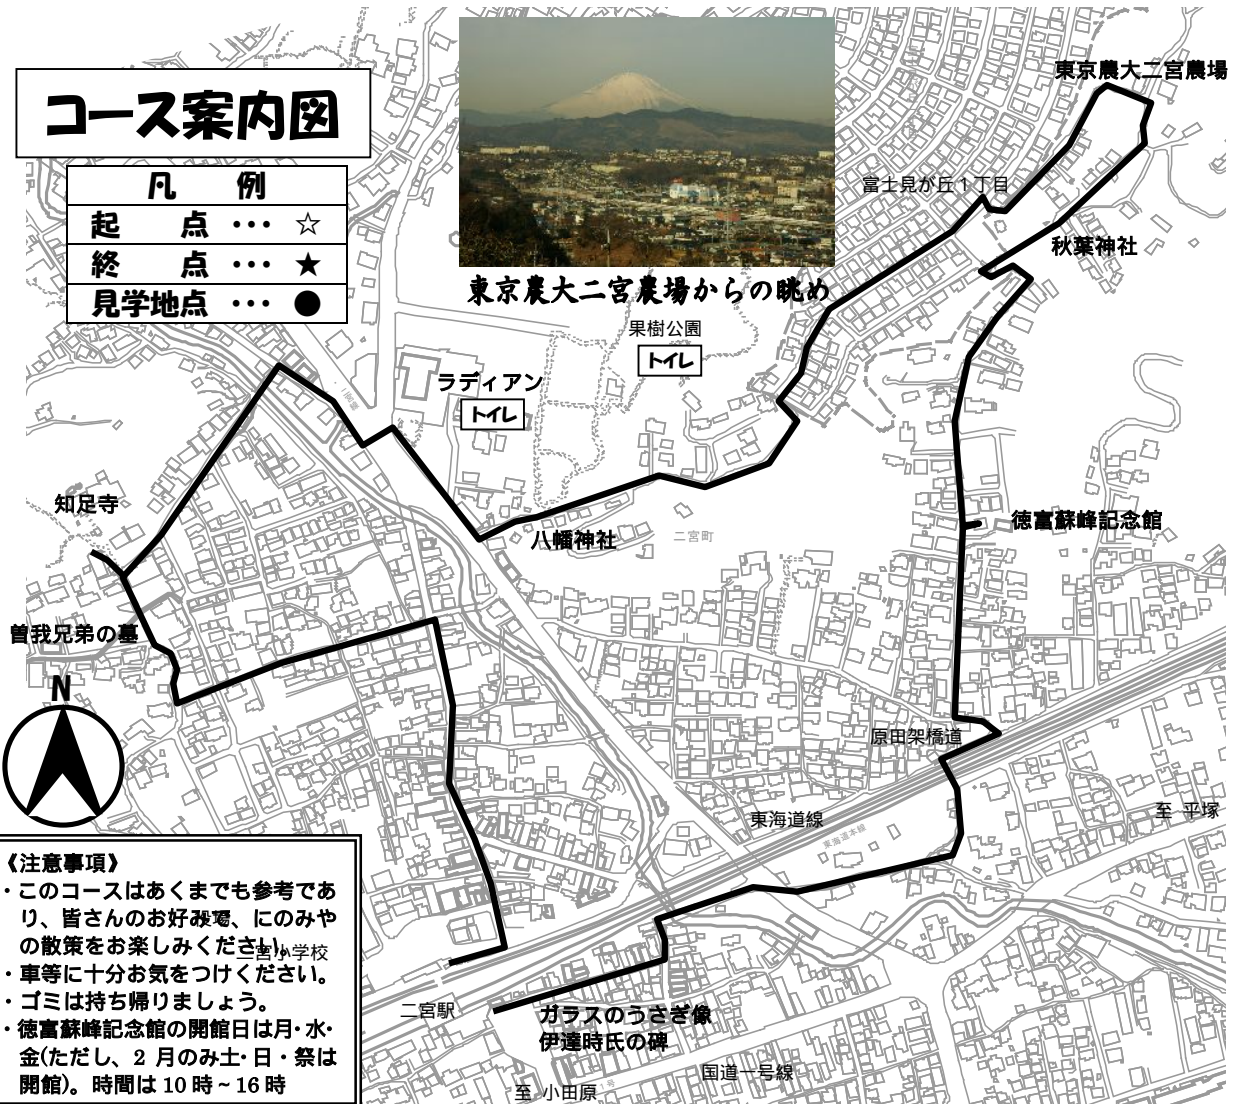 コース案内図
凡 例
起 点 ・・・ ☆
終 点 ・・・ ★
見学地点 ・・・ ●
東京農大二宮農場からの眺め
東京農大二宮農場
富士見が丘１丁目
秋葉神社
果樹公園
トイレ
ラディアン
トイレ
知足寺
八幡神社
二宮町
徳富蘇峰記念館
曽我兄弟の墓
N
原田架橋道
東海道線
東海道本線
至 平塚
二宮小学校
二宮駅
ガラスのうさぎ像
伊達時氏の碑
国道一号線
至 小田原
《注意事項》
・このコースはあくまでも参考であ
り、皆さんのお好みで、にのみや
の散策をお楽しみください。
・車等に十分お気をつけください。
・ゴミは持ち帰りましょう。
・徳富蘇峰記念館の開館日は月・水・
金(ただし、2 月のみ土・日・祭は
開館)。時間は 10 時～16 時